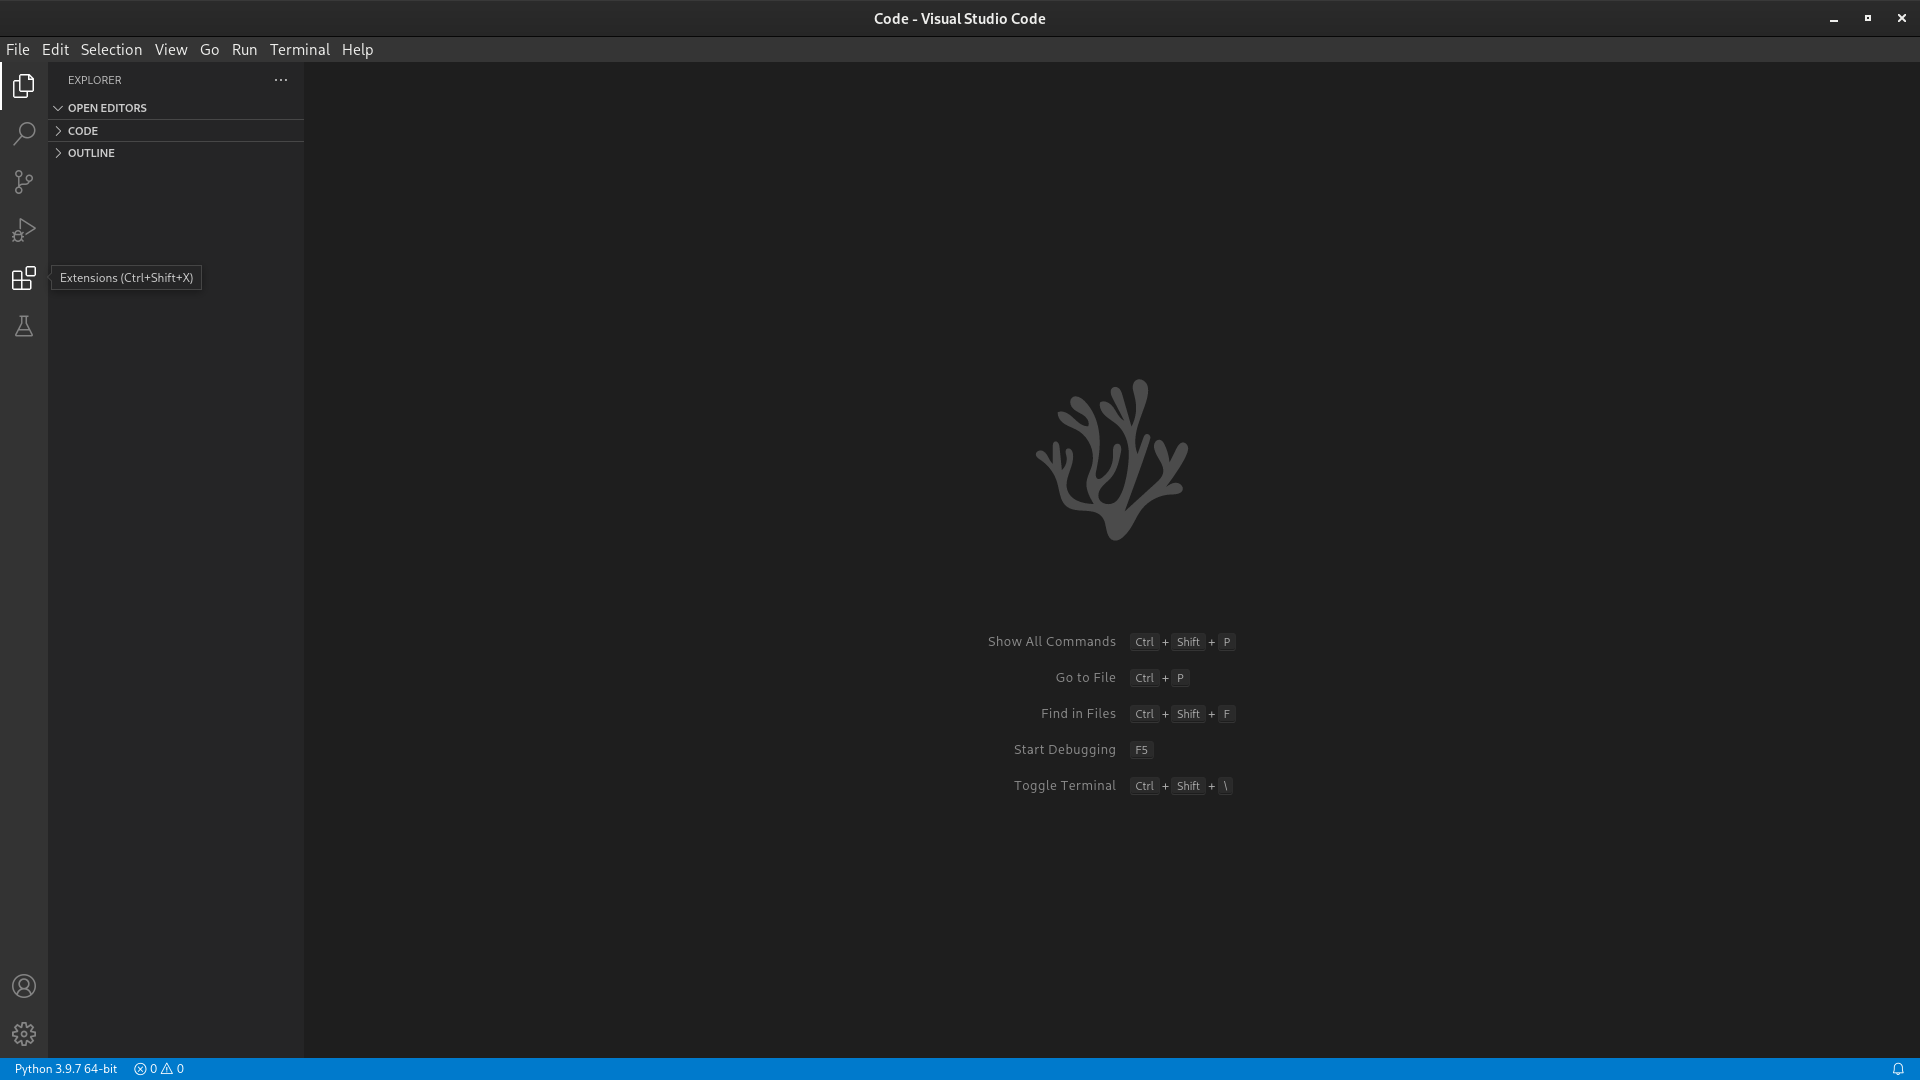 Code - Visual Studio Code
File Edit Selection View Go Run Terminal Help
EXPLORER
OPEN EDITORS
CODE
OUTLINE
Extensions (Ctrl+Shift+X)
Show All Commands Ctrl + Shift + P
Go to File Ctrl + P
Find in Files Ctrl + Shift + F
Start Debugging F5
Toggle Terminal Ctrl + Shift + \
Python 3.9.7 64-bit 0 0